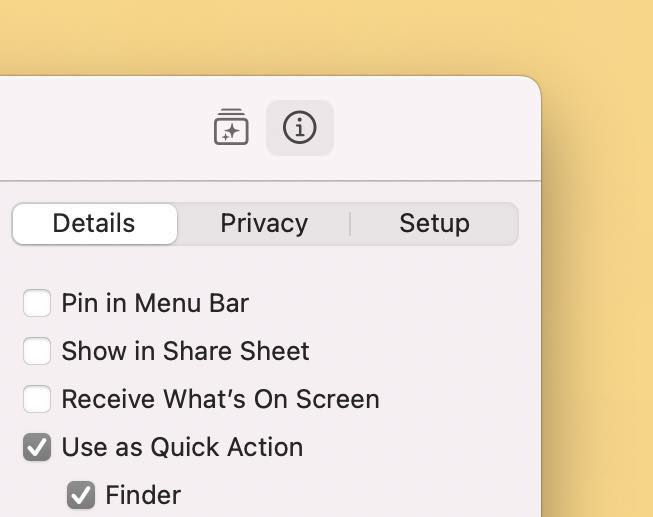 Details Privacy Setup
Pin in Menu Bar
Show in Share Sheet
Receive What’s On Screen
Use as Quick Action
Finder